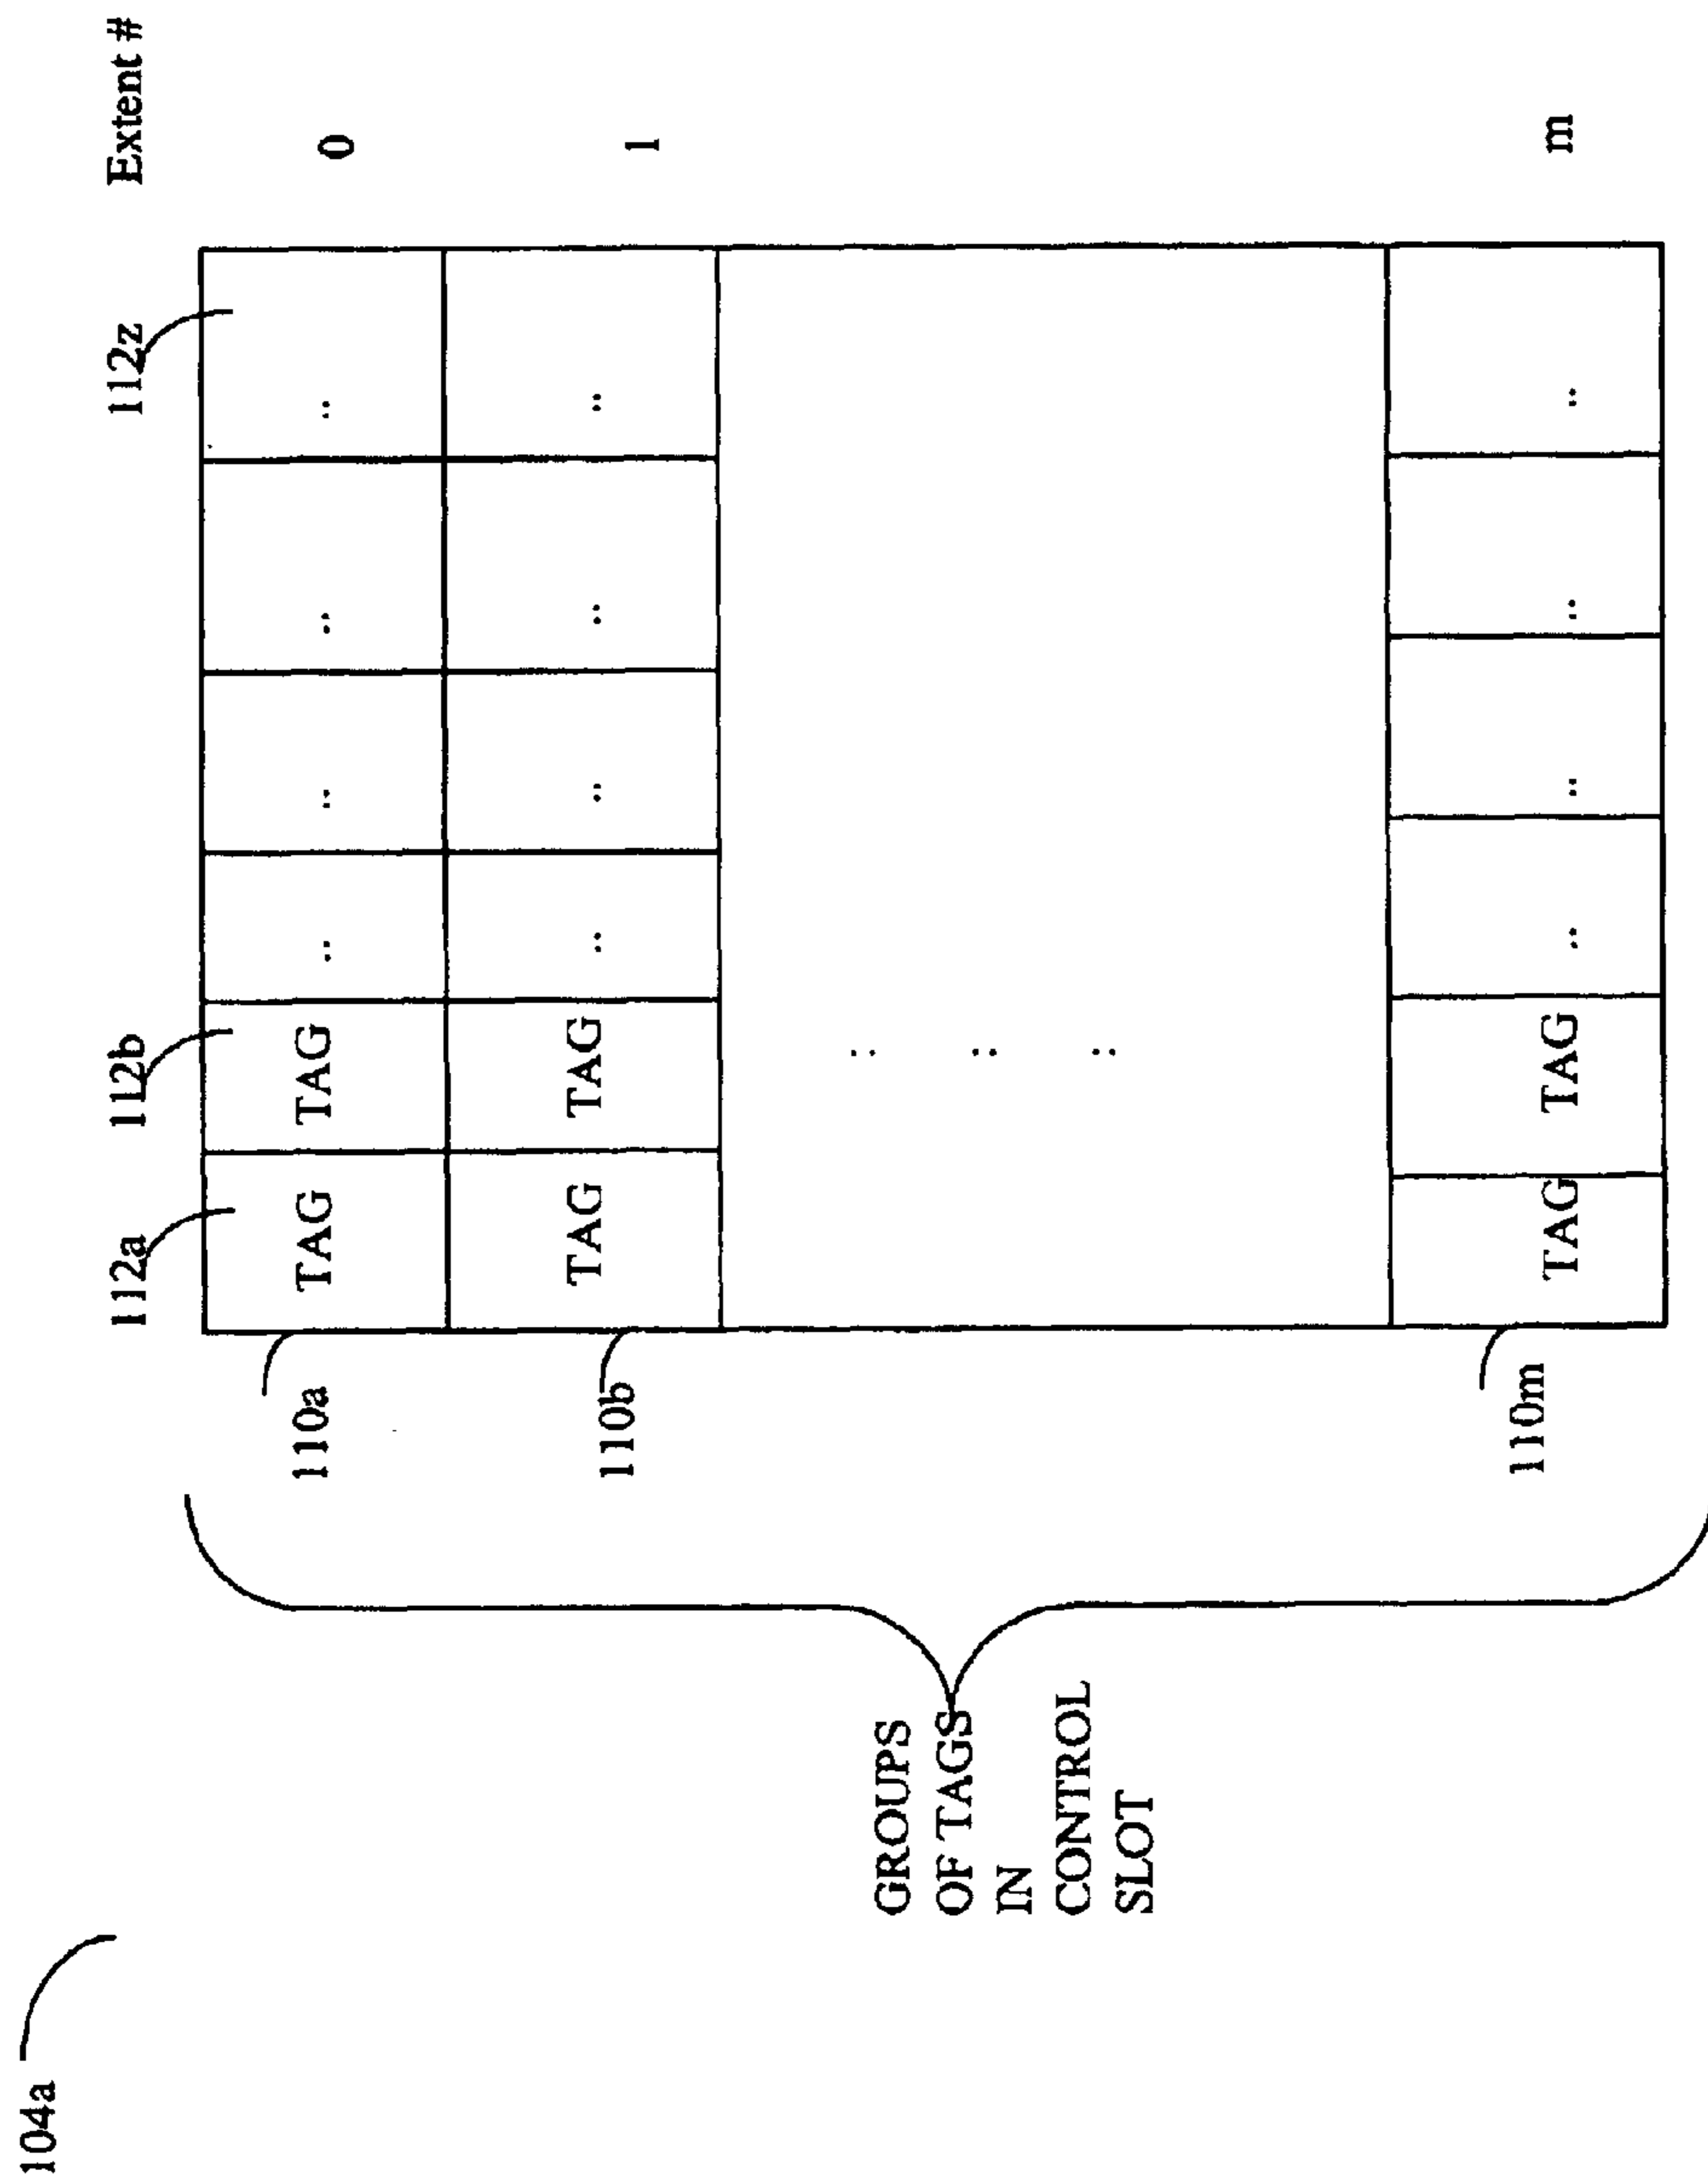 104a
112a 112b 112z Extent #
110a TAG TAG .. .. .. .. 0
110b TAG TAG .. .. .. .. 1
..
GROUPS
OF TAGS
..
IN
CONTROL
..
SLOT
110m TAG TAG .. .. .. .. m